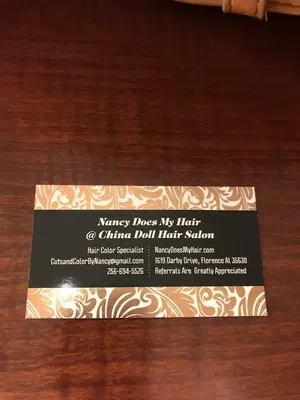 Nancy Does My Hair
@ China Doll Hair Salon
Hair Color Specialist
CutsandColorByNancy@gmail.com
256-694-5526
NancyDoesMyHair.com
1619 Darby Drive, Florence Al 35630
Referrals Are Greatly Appreciated